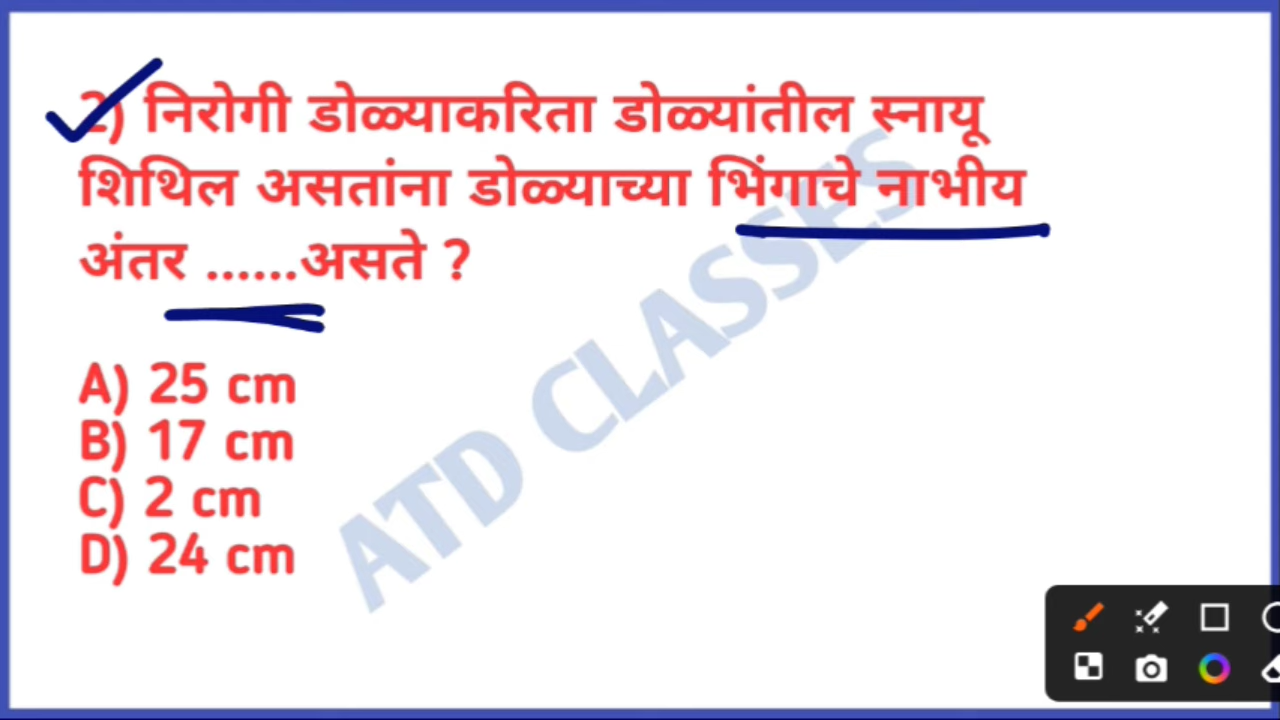 2) निरोगी डोळ्याकरिता डोळ्यांतील स्नायू
शिथिल असतांना डोळ्याच्या भिंगाचे नाभीय
अंतर ......असते ?
A) 25 cm
B) 17 cm
C) 2 cm
D) 24 cm
ATD CLASSES